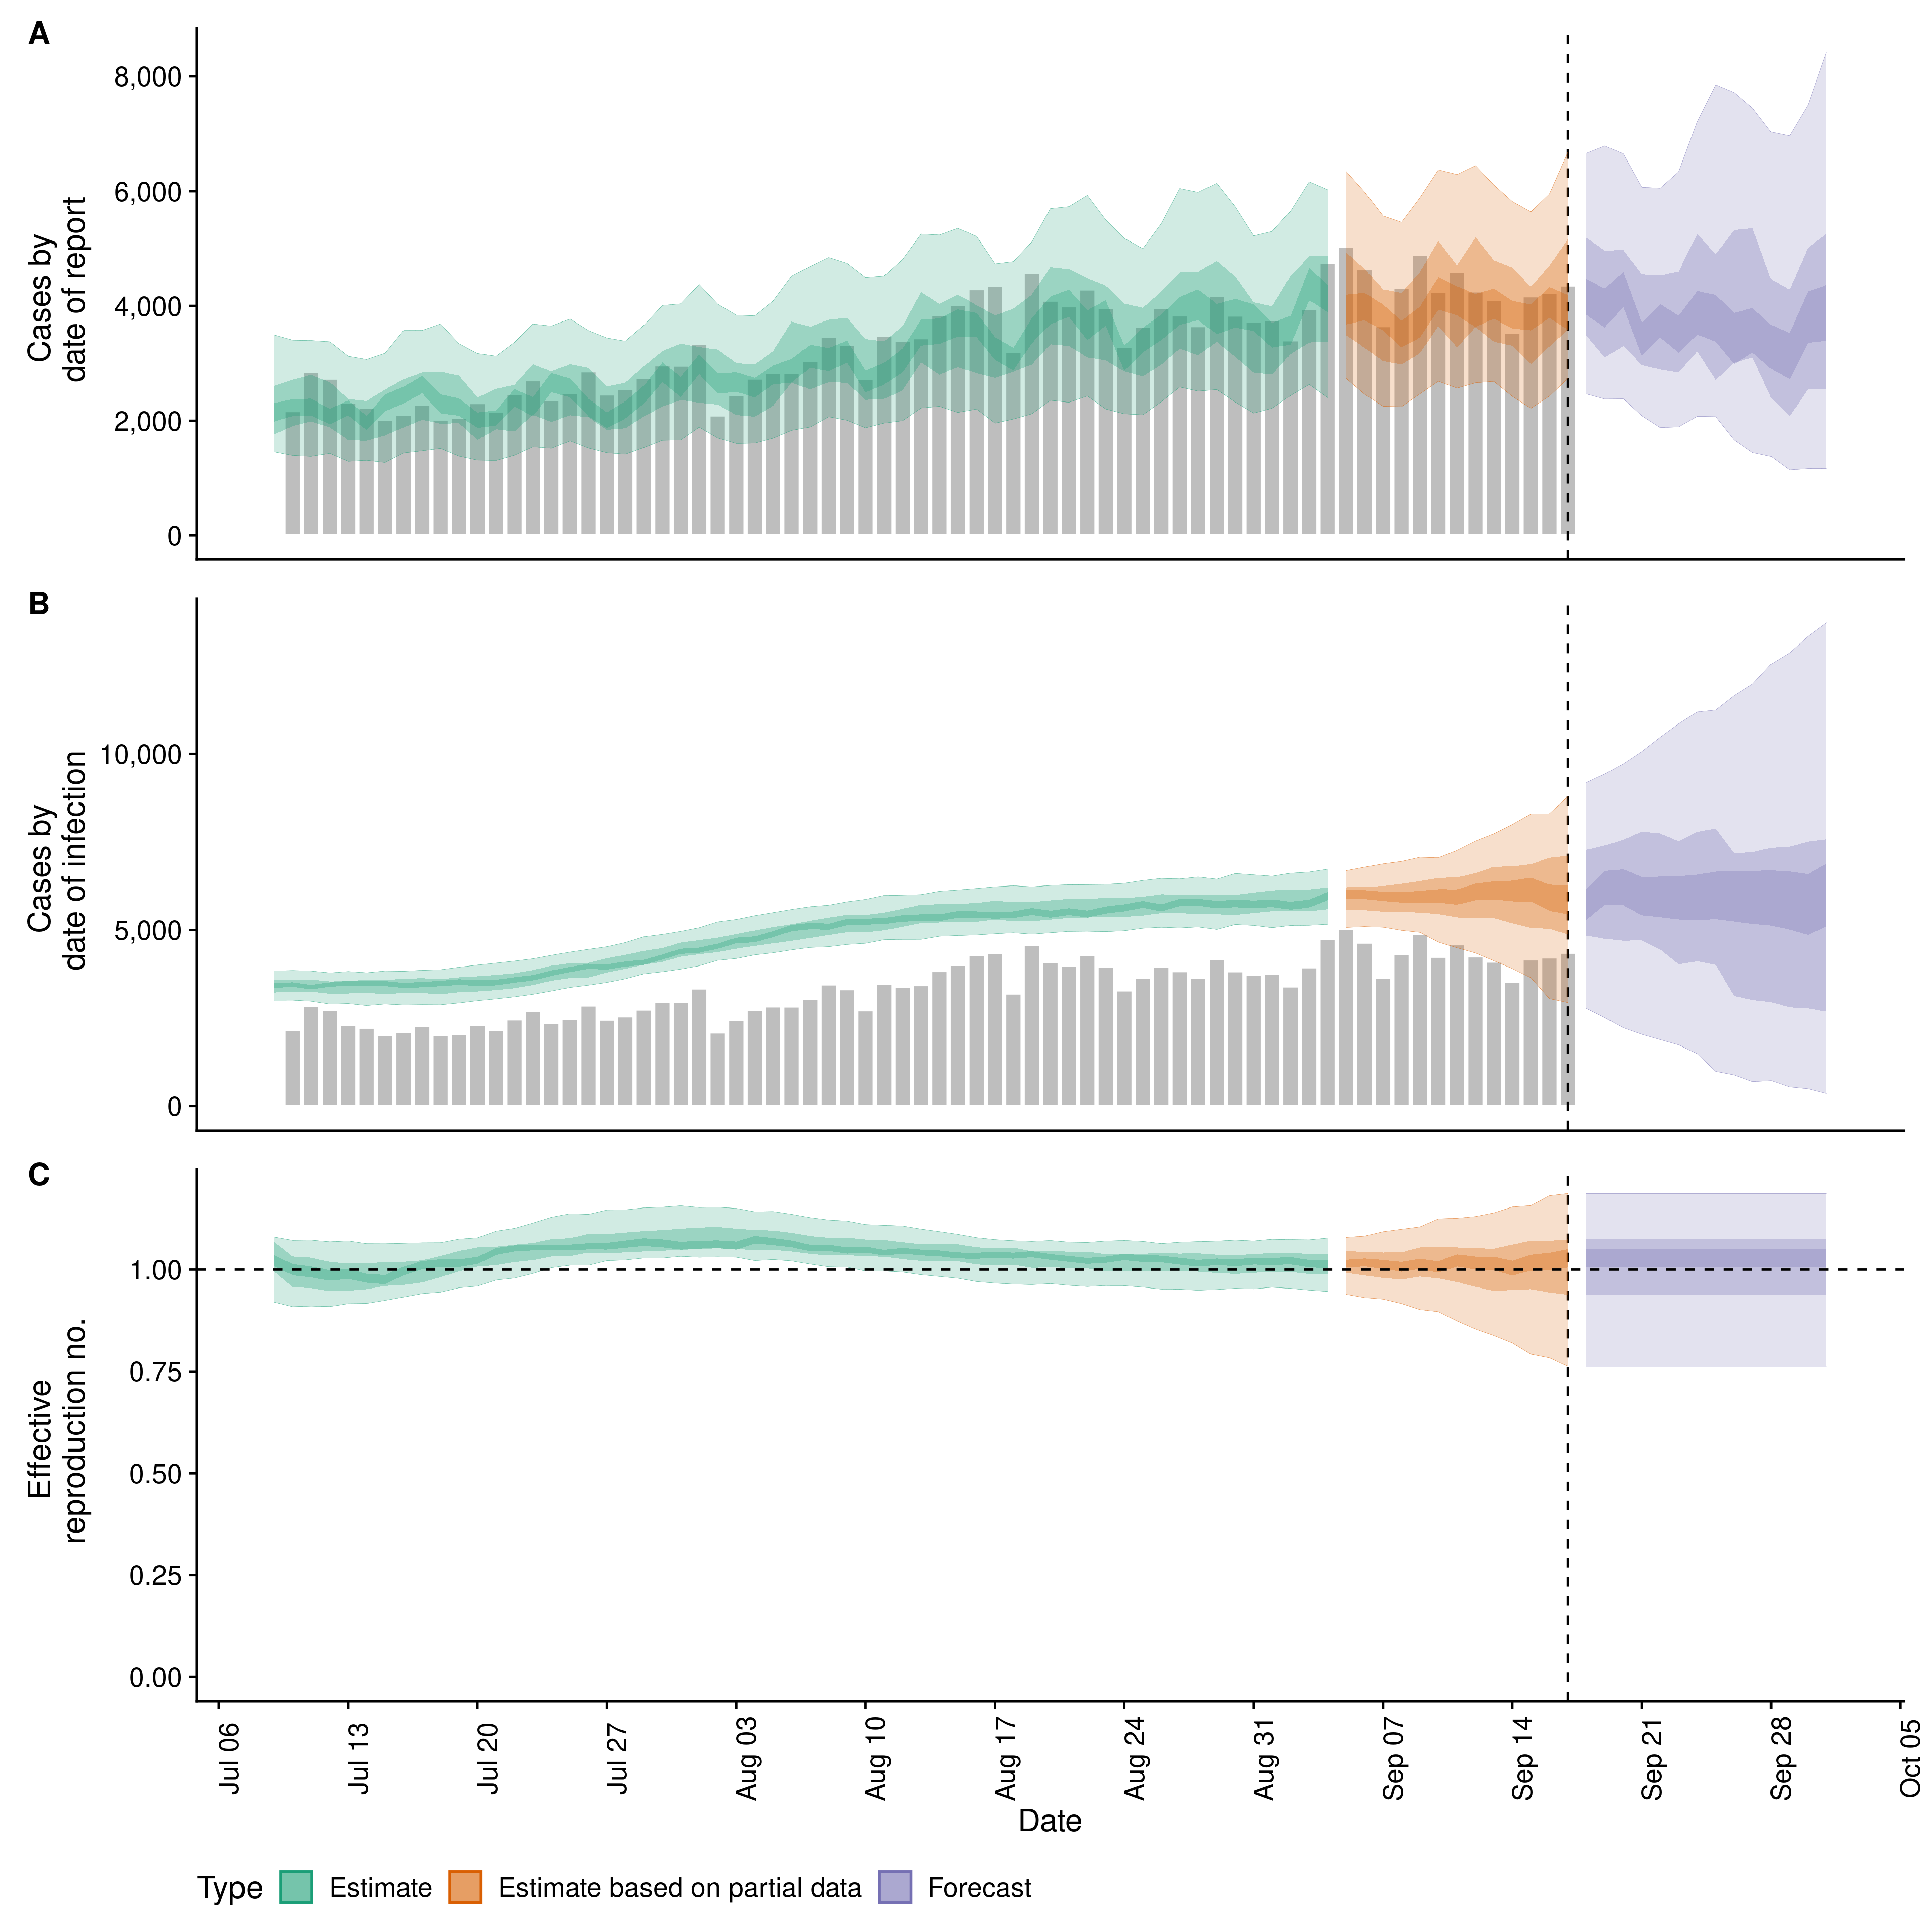 A
Cases by
date of report
8,000
6,000
4,000
2,000
0
B
Cases by
date of infection
10,000
5,000
0
C
Effective
reproduction no.
1.00
0.75
0.50
0.25
0.00
Jul 06
Jul 13
Jul 20
Jul 27
Aug 03
Aug 10
Aug 17
Aug 24
Aug 31
Sep 07
Sep 14
Sep 21
Sep 28
Oct 05
Date
Type Estimate Estimate based on partial data Forecast